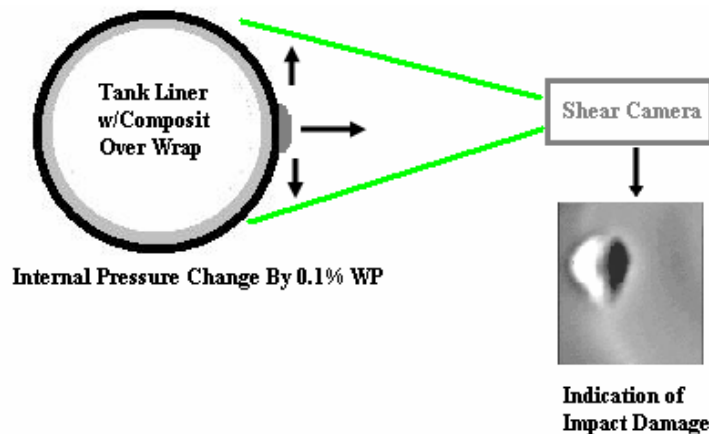 Tank Liner
w/Composit
Over Wrap
Shear Camera
Internal Pressure Change By 0.1% WP
Indication of
Impact Damage